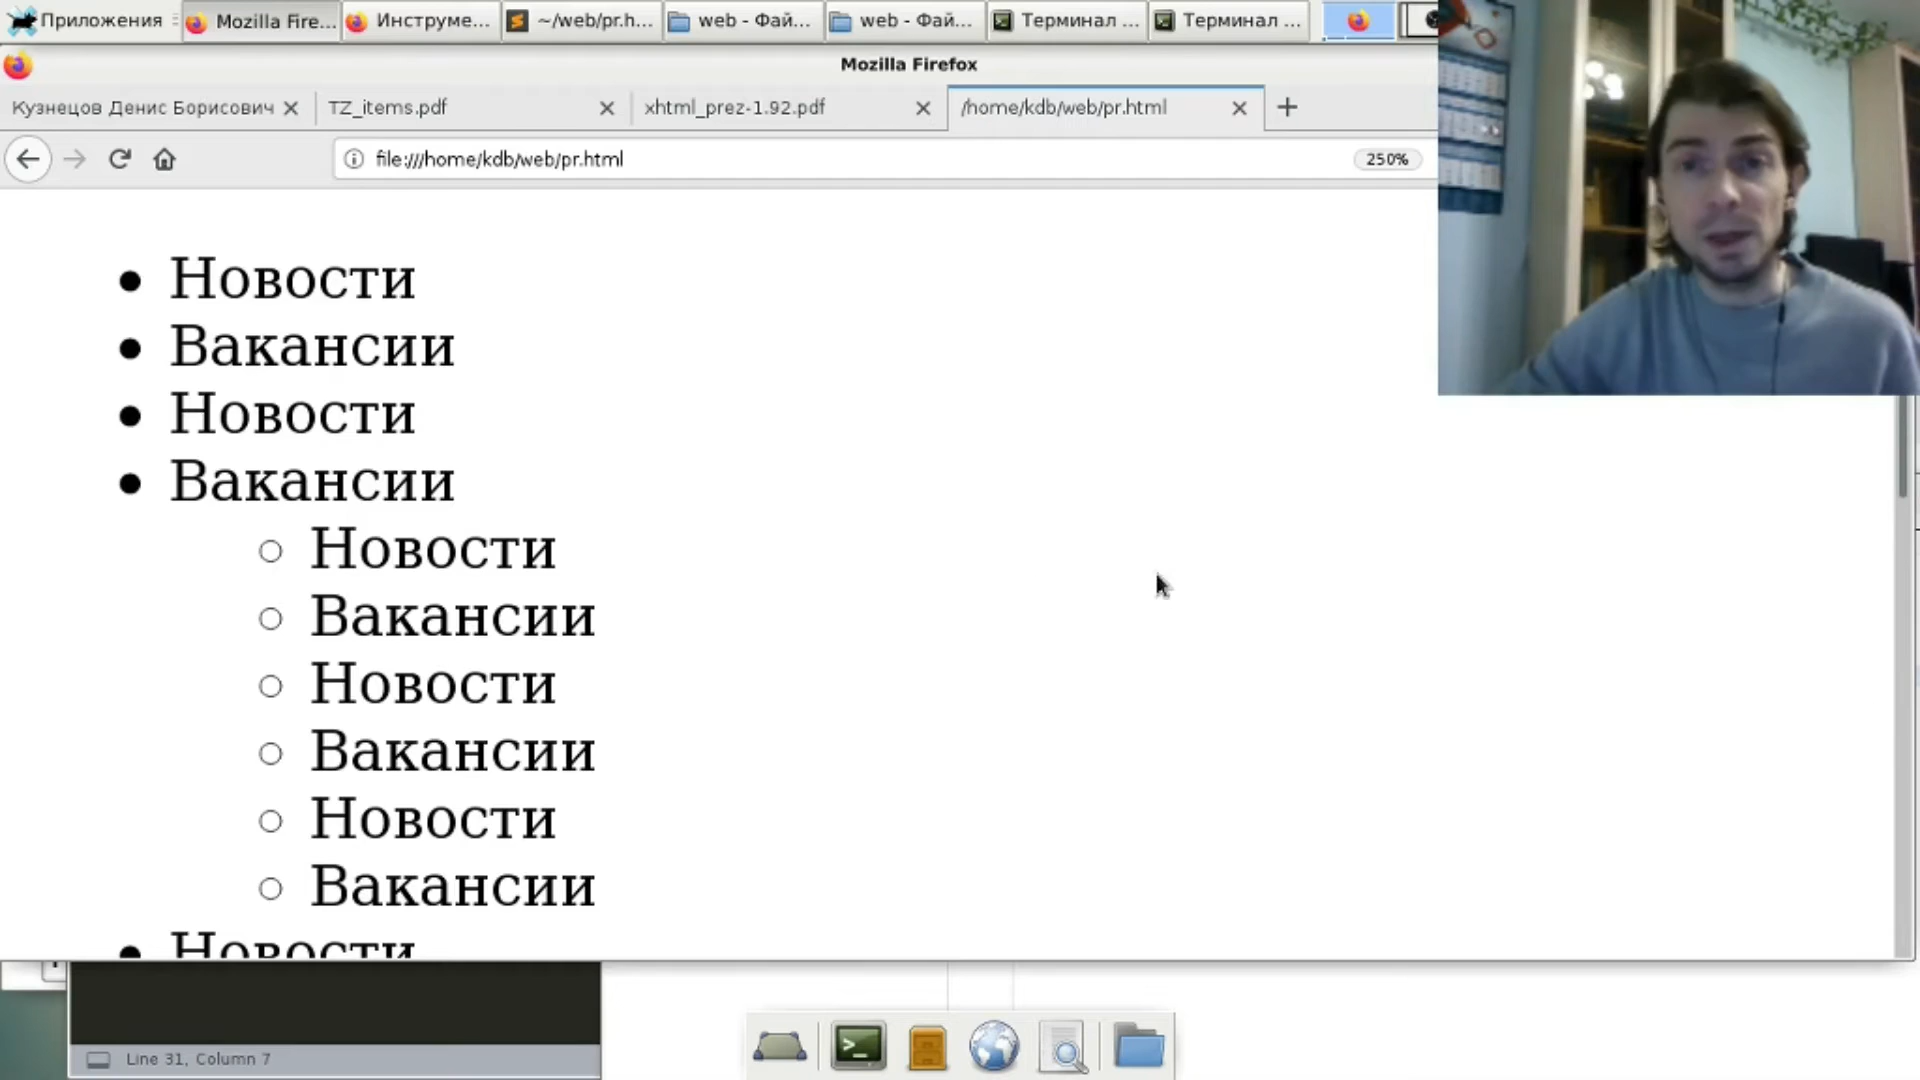 Приложения
Mozilla Fire...
Инструме...
~/web/pr.h...
web - Фай...
web - Фай...
Терминал ...
Терминал ...
Mozilla Firefox
Кузнецов Денис Борисович
TZ_items.pdf
xhtml_prez-1.92.pdf
/home/kdb/web/pr.html
file:///home/kdb/web/pr.html
250%
Новости
Вакансии
Новости
Вакансии
Новости
Вакансии
Новости
Вакансии
Новости
Вакансии
Новости
Line 31, Column 7